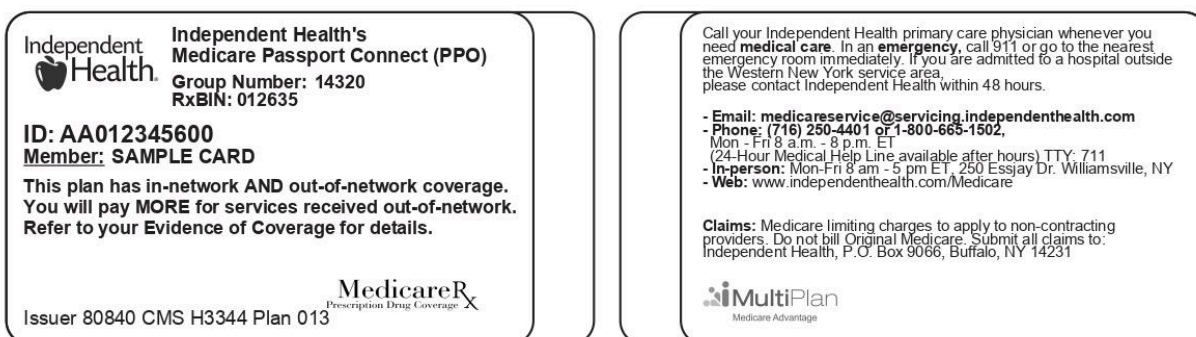 Independent
Health®
Independent Health's
Medicare Passport Connect (PPO)
Group Number: 14320
RxBIN: 012635
ID: AA012345600
Member: SAMPLE CARD
This plan has in-network AND out-of-network coverage.
You will pay MORE for services received out-of-network.
Refer to your Evidence of Coverage for details.
MedicareRx
Prescription Drug Coverage
Issuer 80840 CMS H3344 Plan 013
Call your Independent Health primary care physician whenever you
need medical care. In an emergency, call 911 or go to the nearest
emergency room immediately. If you are admitted to a hospital outside
the Western New York service area,
please contact Independent Health within 48 hours.
- Email: medicareservice@servicing.independenthealth.com
- Phone: (716) 250-4401 or 1-800-665-1502,
Mon - Fri 8 a.m. - 8 p.m. ET
(24-Hour Medical Help Line available after hours) TTY: 711
- In-person: Mon-Fri 8 am - 5 pm ET, 250 Essjay Dr. Williamsville, NY
- Web: www.independenthealth.com/Medicare
Claims: Medicare limiting charges to apply to non-contracting
providers. Do not bill Original Medicare. Submit all claims to:
Independent Health, P.O. Box 9066, Buffalo, NY 14231
MultiPlan
Medicare Advantage